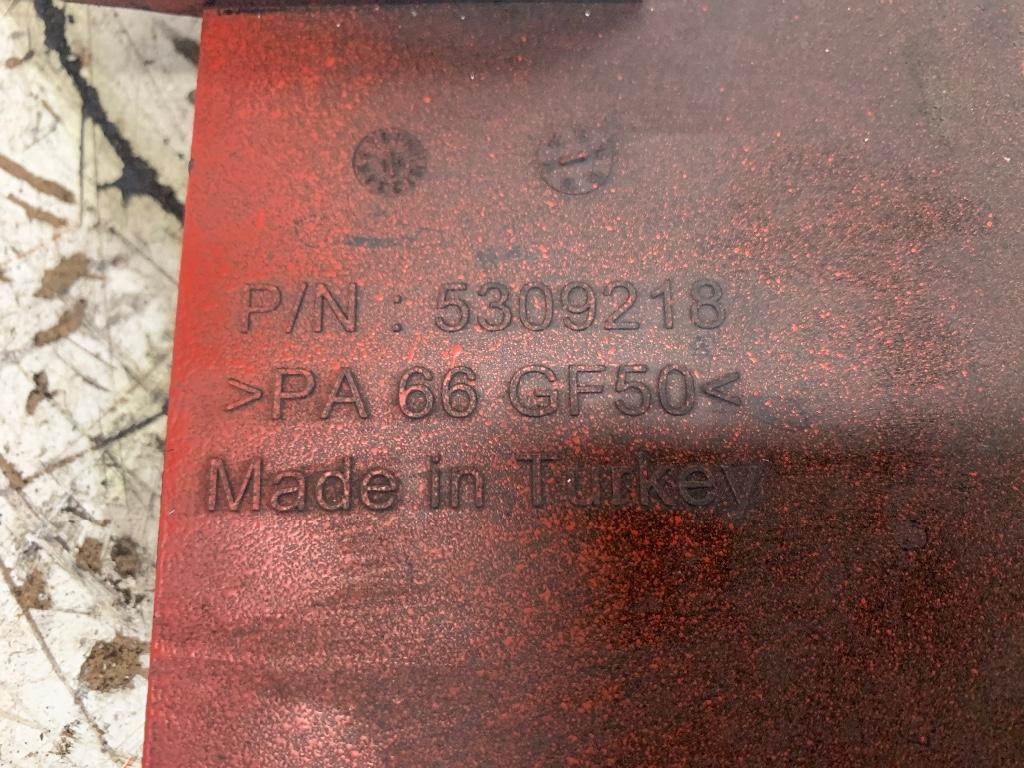 P/N : 5309218
>PA 66 GF50<
Made in Turkey